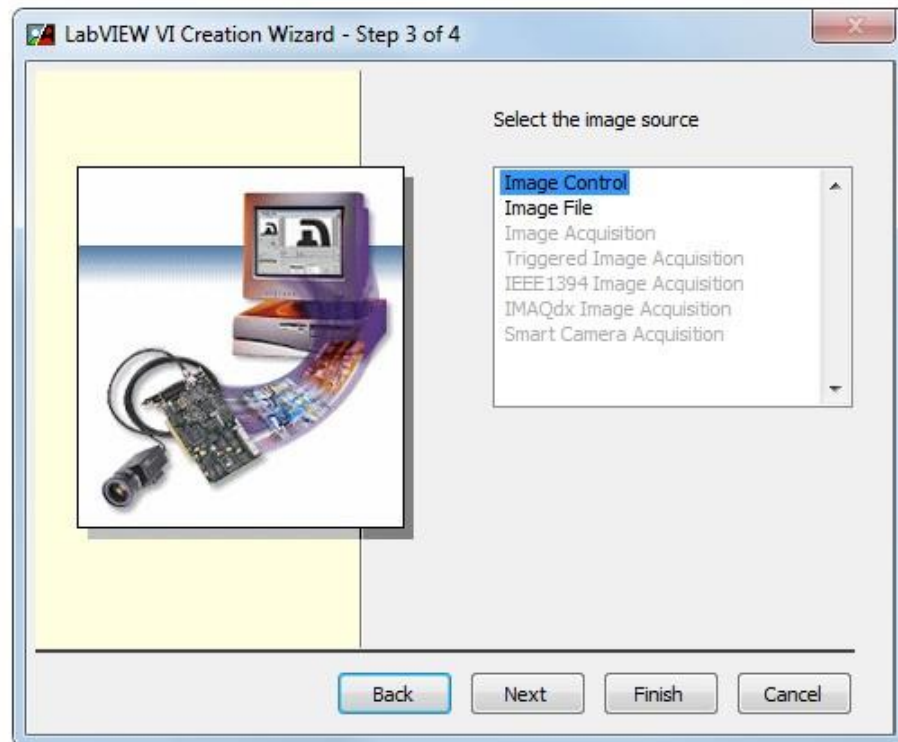 LabVIEW VI Creation Wizard - Step 3 of 4
Select the image source
Image Control
Image File
Image Acquisition
Triggered Image Acquisition
IEEE1394 Image Acquisition
IMAQdx Image Acquisition
Smart Camera Acquisition
Back Next Finish Cancel